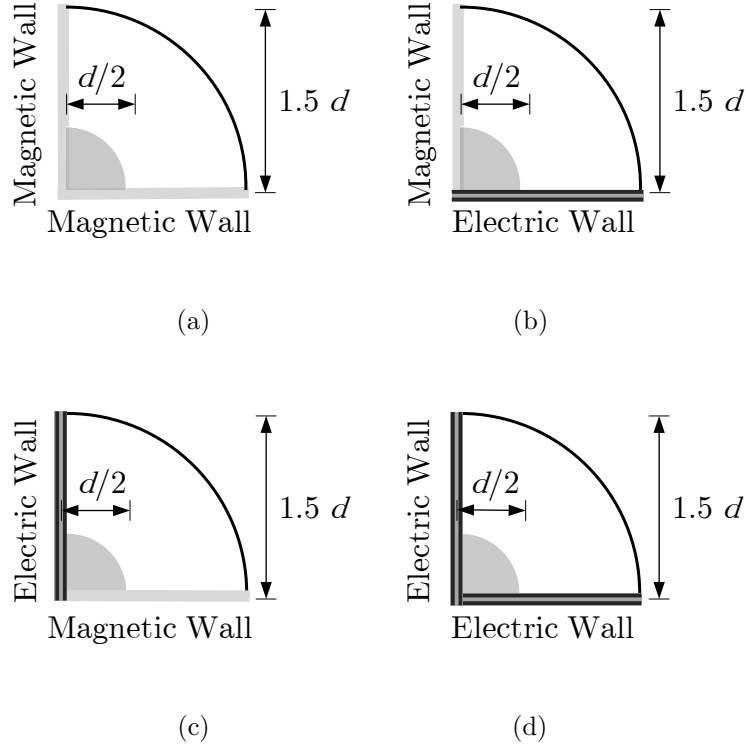 Magnetic Wall
d/2
1.5 d
Magnetic Wall
(a)
Magnetic Wall
d/2
1.5 d
Electric Wall
(b)
Electric Wall
d/2
1.5 d
Magnetic Wall
(c)
Electric Wall
d/2
1.5 d
Electric Wall
(d)